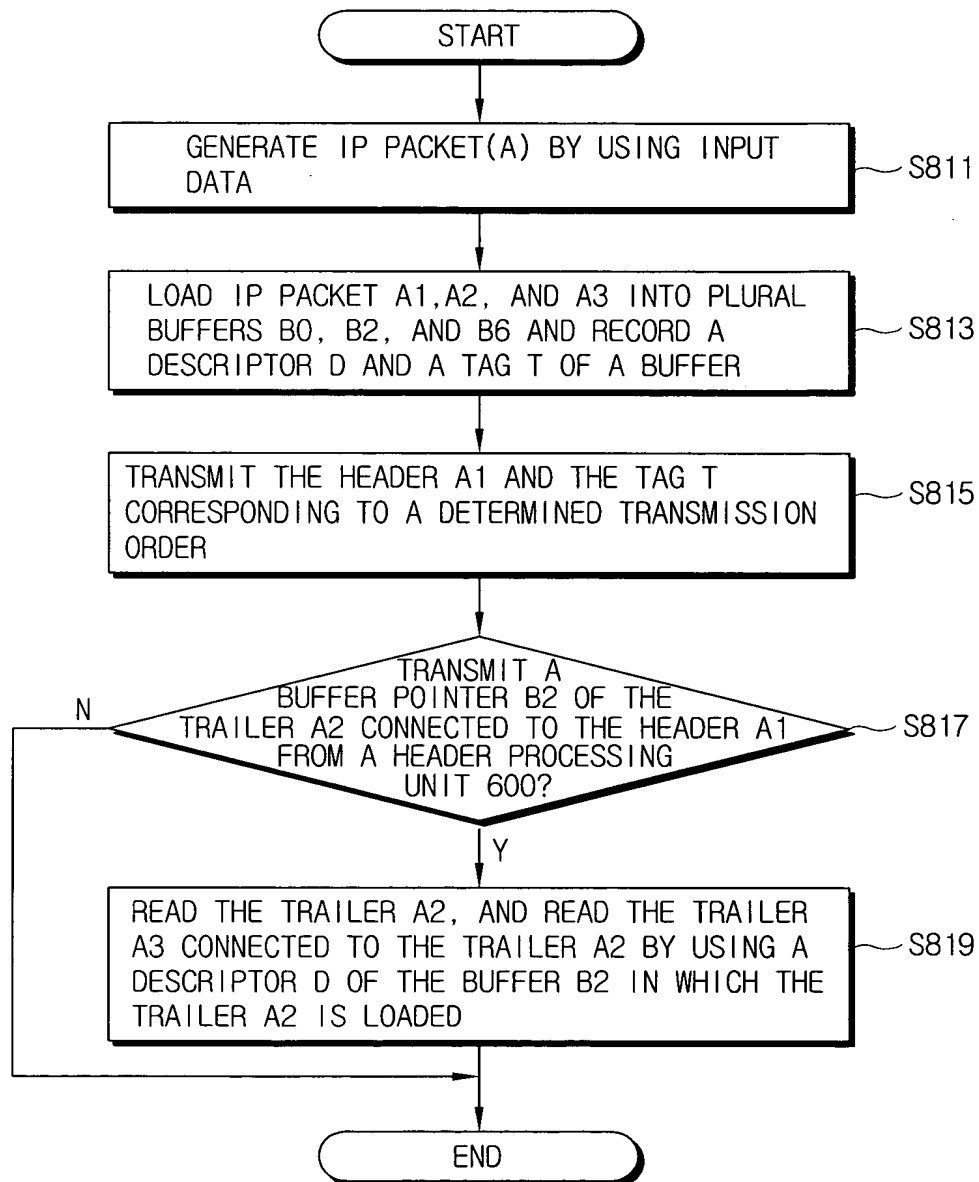 START
GENERATE IP PACKET(A) BY USING INPUT
DATA
S811
LOAD IP PACKET A1,A2, AND A3 INTO PLURAL
BUFFERS B0, B2, AND B6 AND RECORD A
DESCRIPTOR D AND A TAG T OF A BUFFER
S813
TRANSMIT THE HEADER A1 AND THE TAG T
CORRESPONDING TO A DETERMINED TRANSMISSION
ORDER
S815
TRANSMIT A
BUFFER POINTER B2 OF THE
TRAILER A2 CONNECTED TO THE HEADER A1
FROM A HEADER PROCESSING
UNIT 600?
S817
N
Y
READ THE TRAILER A2, AND READ THE TRAILER
A3 CONNECTED TO THE TRAILER A2 BY USING A
DESCRIPTOR D OF THE BUFFER B2 IN WHICH THE
TRAILER A2 IS LOADED
S819
END